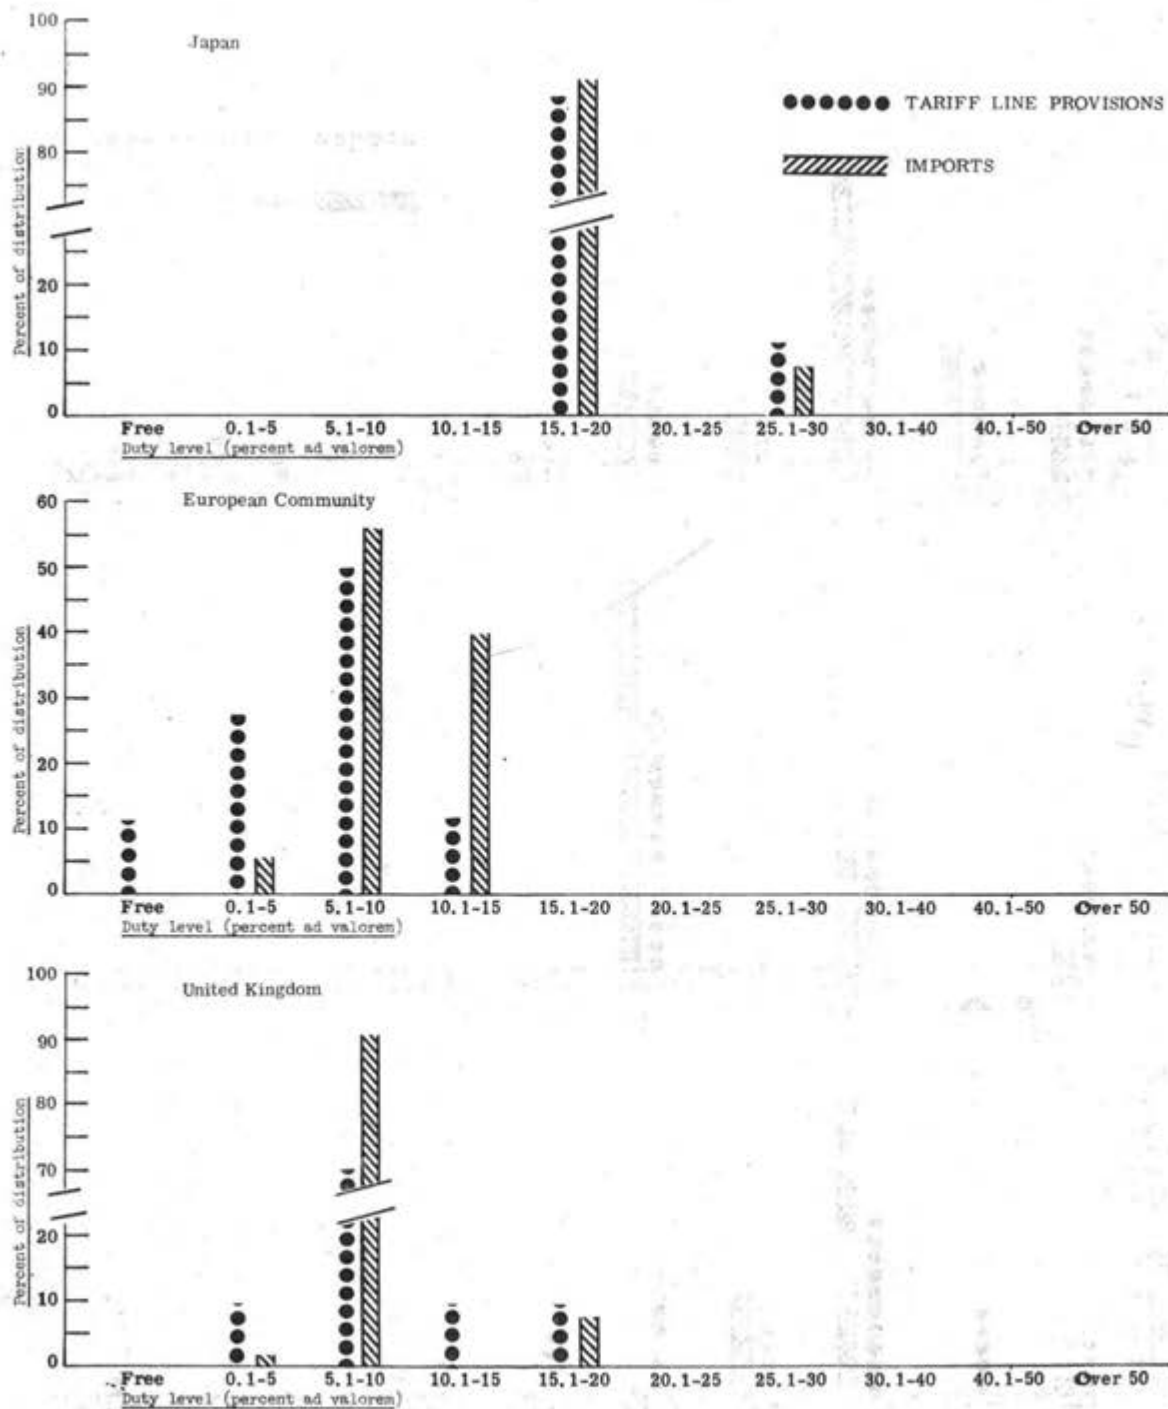 100
Japan
90
TARIFF LINE PROVISIONS
80
IMPORTS
Percent of distribution
20
10
0
Free 0.1-5 5.1-10 10.1-15 15.1-20 20.1-25 25.1-30 30.1-40 40.1-50 Over 50
Duty level (percent ad valorem)
60
European Community
50
40
Percent of distribution
30
20
10
0
Free 0.1-5 5.1-10 10.1-15 15.1-20 20.1-25 25.1-30 30.1-40 40.1-50 Over 50
Duty level (percent ad valorem)
100
United Kingdom
90
80
Percent of distribution
70
20
10
0
Free 0.1-5 5.1-10 10.1-15 15.1-20 20.1-25 25.1-30 30.1-40 40.1-50 Over 50
Duty level (percent ad valorem)